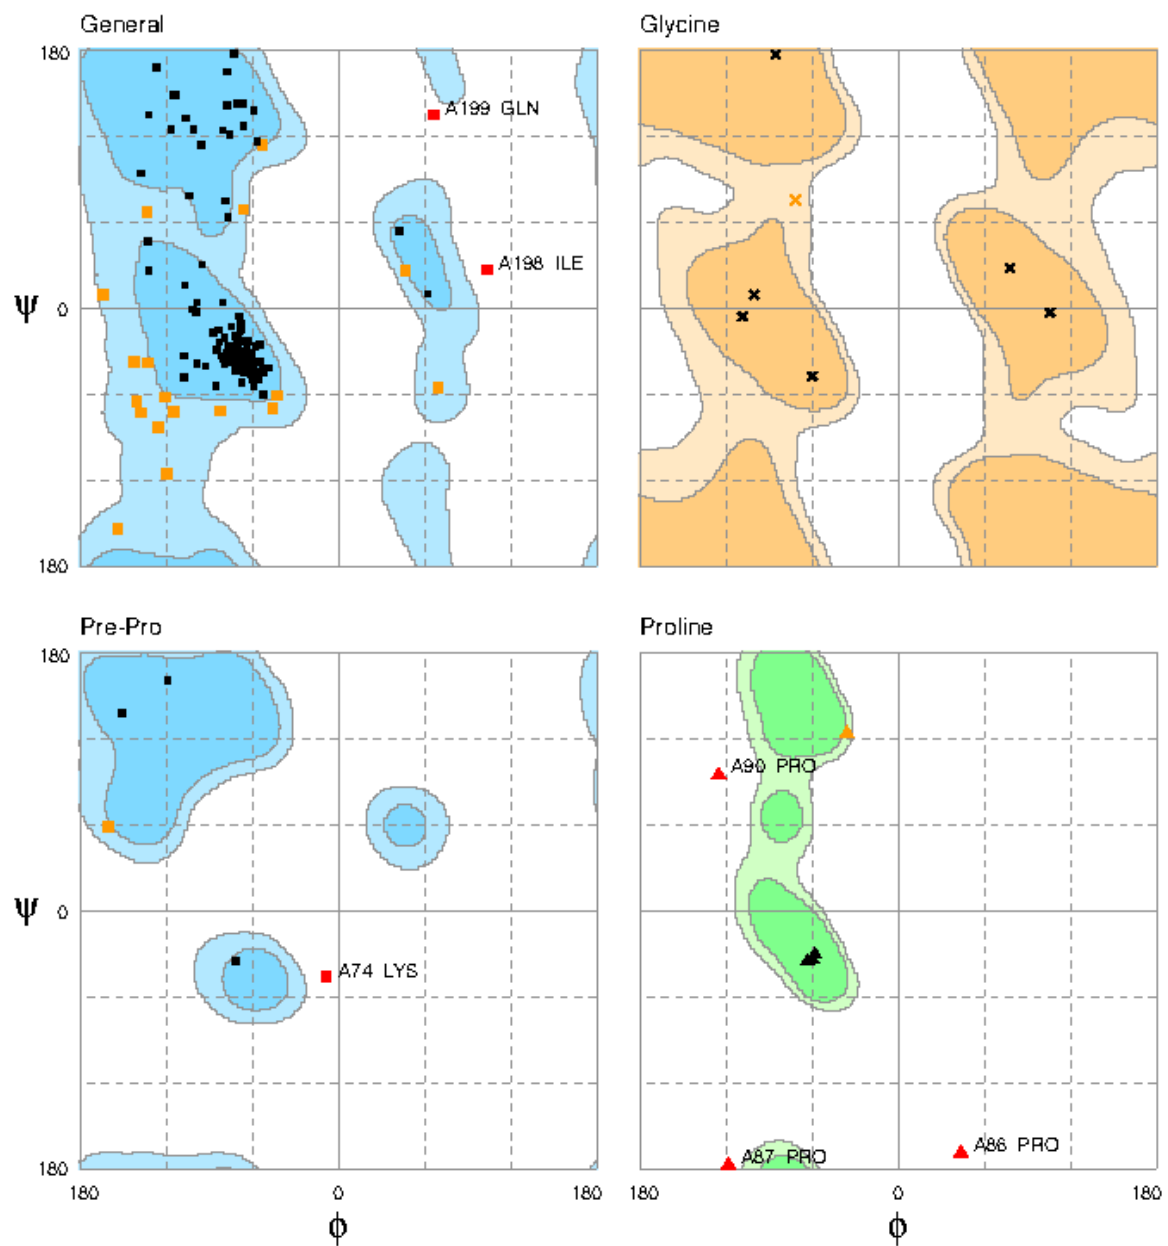 General
Glycine
180
A199 GLN
A198 ILE
Ψ
0
180
Pre-Pro
Proline
180
A90 PRO
Ψ
0
A74 LYS
A86 PRO
A87 PRO
180
180
0
180
180
0
180
ϕ
ϕ